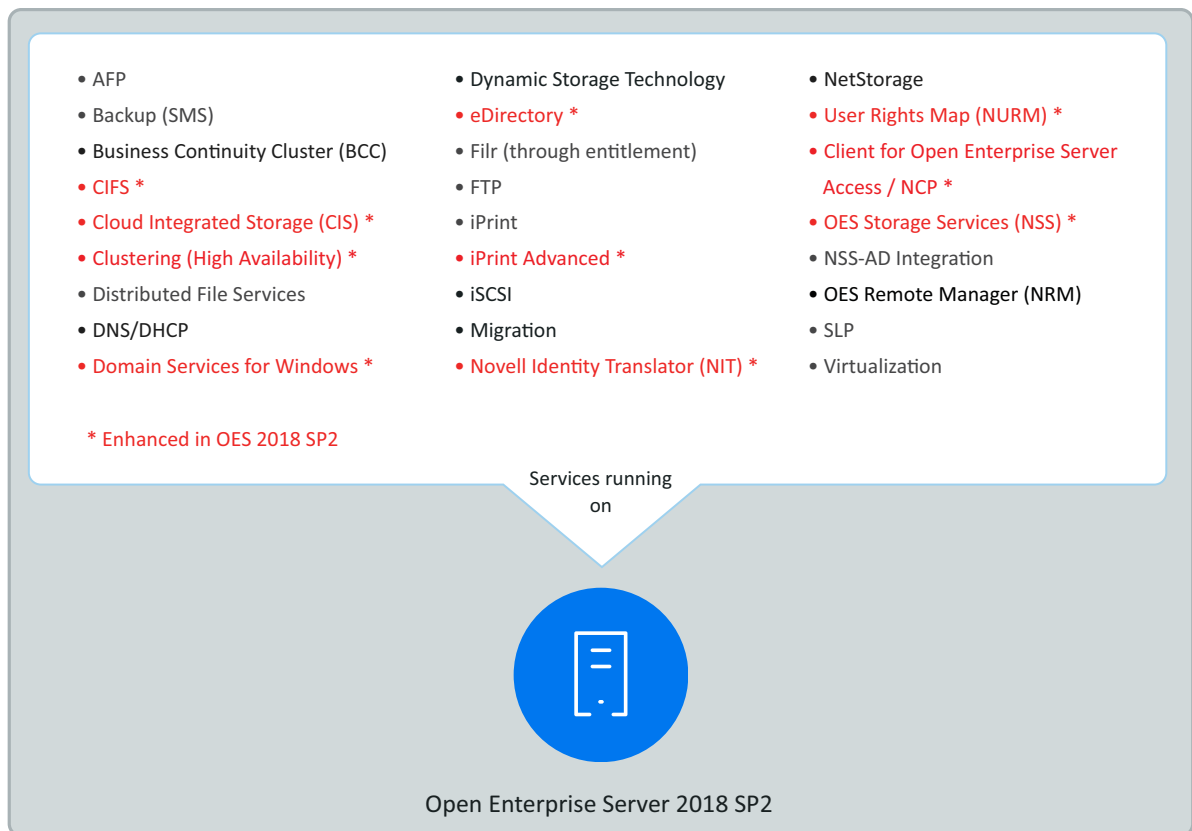 • AFP
• Backup (SMS)
• Business Continuity Cluster (BCC)
• CIFS *
• Cloud Integrated Storage (CIS) *
• Clustering (High Availability) *
• Distributed File Services
• DNS/DHCP
• Domain Services for Windows *
• Dynamic Storage Technology
• eDirectory *
• Filr (through entitlement)
• FTP
• iPrint
• iPrint Advanced *
• iSCSI
• Migration
• Novell Identity Translator (NIT) *
• NetStorage
• User Rights Map (NURM) *
• Client for Open Enterprise Server
Access / NCP *
• OES Storage Services (NSS) *
• NSS-AD Integration
• OES Remote Manager (NRM)
• SLP
• Virtualization
* Enhanced in OES 2018 SP2
Services running
on
Open Enterprise Server 2018 SP2